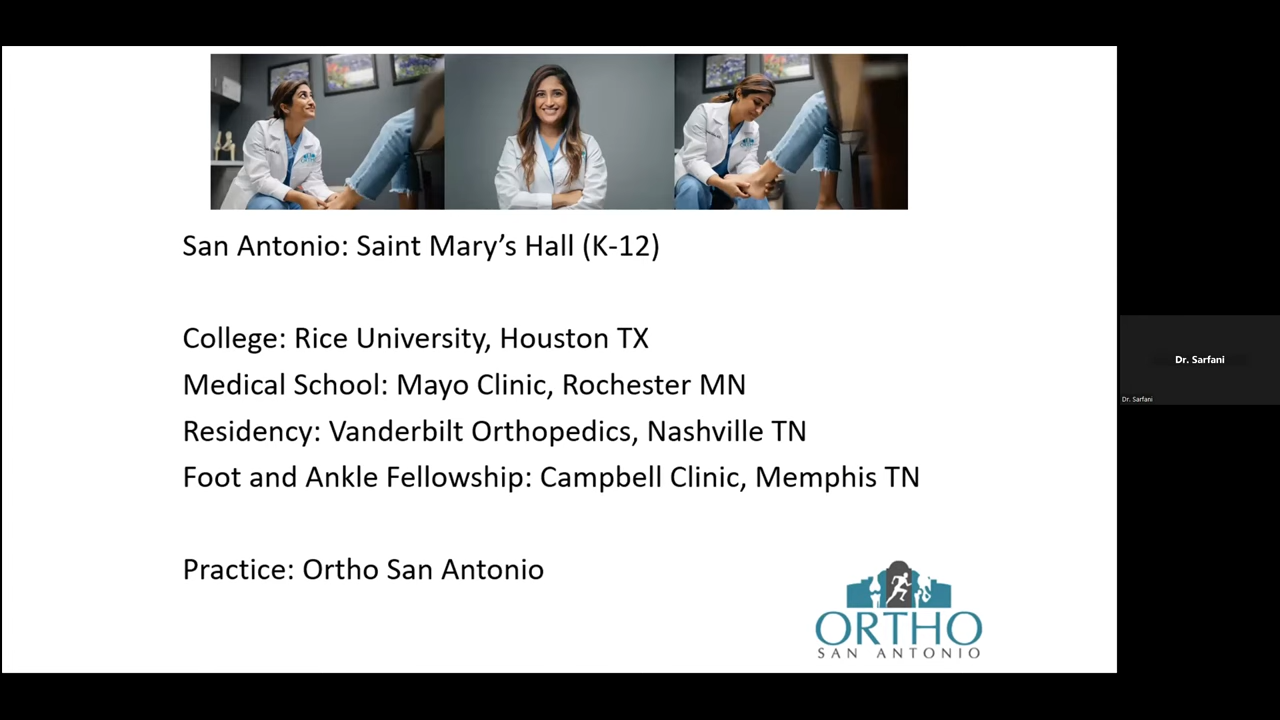 San Antonio: Saint Mary’s Hall (K-12)
College: Rice University, Houston TX
Medical School: Mayo Clinic, Rochester MN
Residency: Vanderbilt Orthopedics, Nashville TN
Foot and Ankle Fellowship: Campbell Clinic, Memphis TN
Practice: Ortho San Antonio
ORTHO
SAN ANTONIO
Dr. Sarfani
Dr. Sarfani